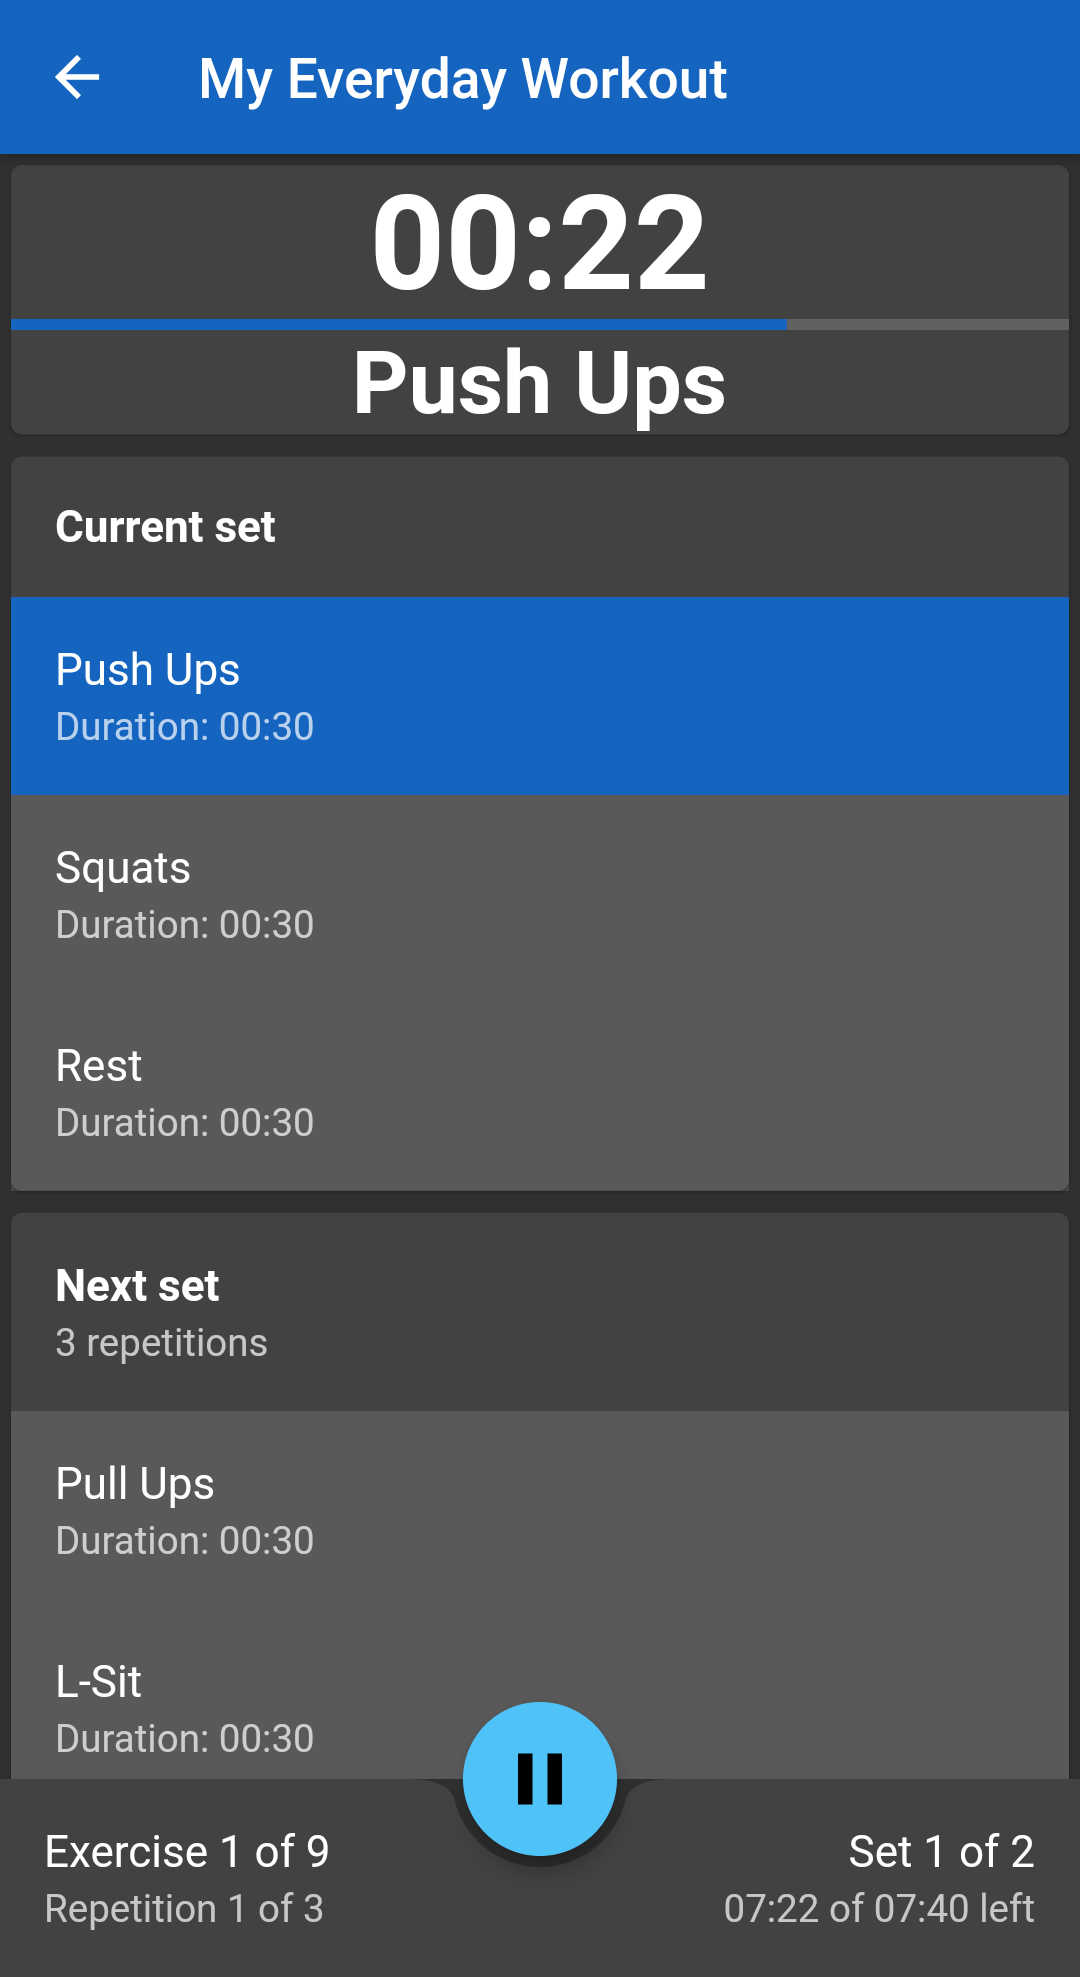 My Everyday Workout
00:22
Push Ups
Current set
Push Ups
Duration: 00:30
Squats
Duration: 00:30
Rest
Duration: 00:30
Next set
3 repetitions
Pull Ups
Duration: 00:30
L-Sit
Duration: 00:30
Exercise 1 of 9
Repetition 1 of 3
Set 1 of 2
07:22 of 07:40 left